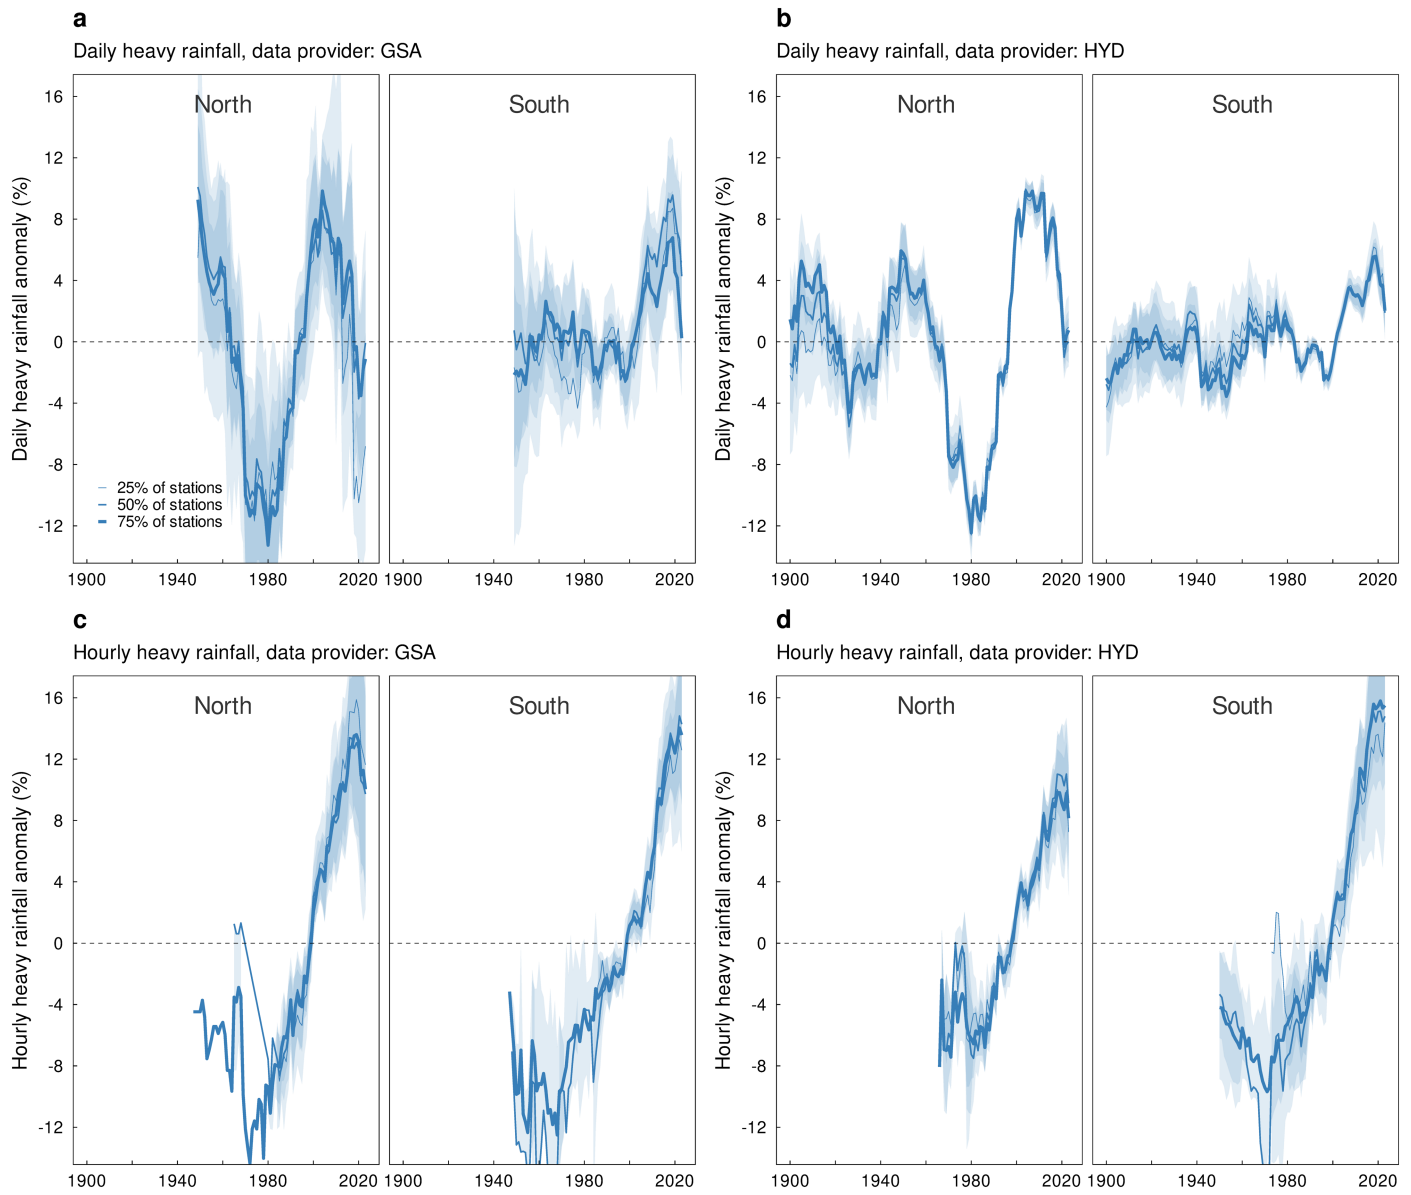 a
Daily heavy rainfall, data provider: GSA
North
South
Daily heavy rainfall anomaly (%)
16
12
8
4
0
-4
-8
-12
25% of stations
50% of stations
75% of stations
1900 1940 1980 2020
1900 1940 1980 2020
b
Daily heavy rainfall, data provider: HYD
North
South
Daily heavy rainfall anomaly (%)
16
12
8
4
0
-4
-8
-12
1900 1940 1980 2020
1900 1940 1980 2020
c
Hourly heavy rainfall, data provider: GSA
North
South
Hourly heavy rainfall anomaly (%)
16
12
8
4
0
-4
-8
-12
1900 1940 1980 2020
1900 1940 1980 2020
d
Hourly heavy rainfall, data provider: HYD
North
South
Hourly heavy rainfall anomaly (%)
16
12
8
4
0
-4
-8
-12
1900 1940 1980 2020
1900 1940 1980 2020